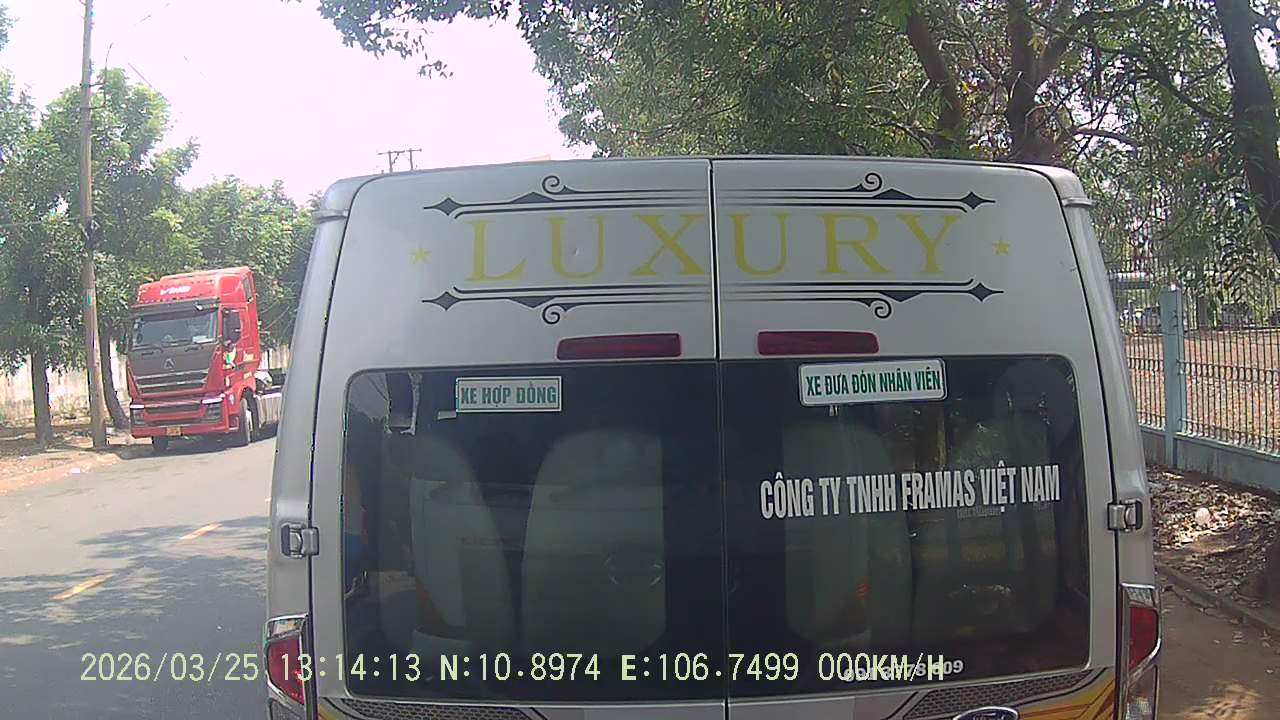 LUXURY
XE HỢP ĐỒNG
XE ĐƯA ĐÓN NHÂN VIÊN
CÔNG TY TNHH FRAMAS VIỆT NAM
2026/03/25 13:14:13 N:10.8974 E:106.7499 000KM/H